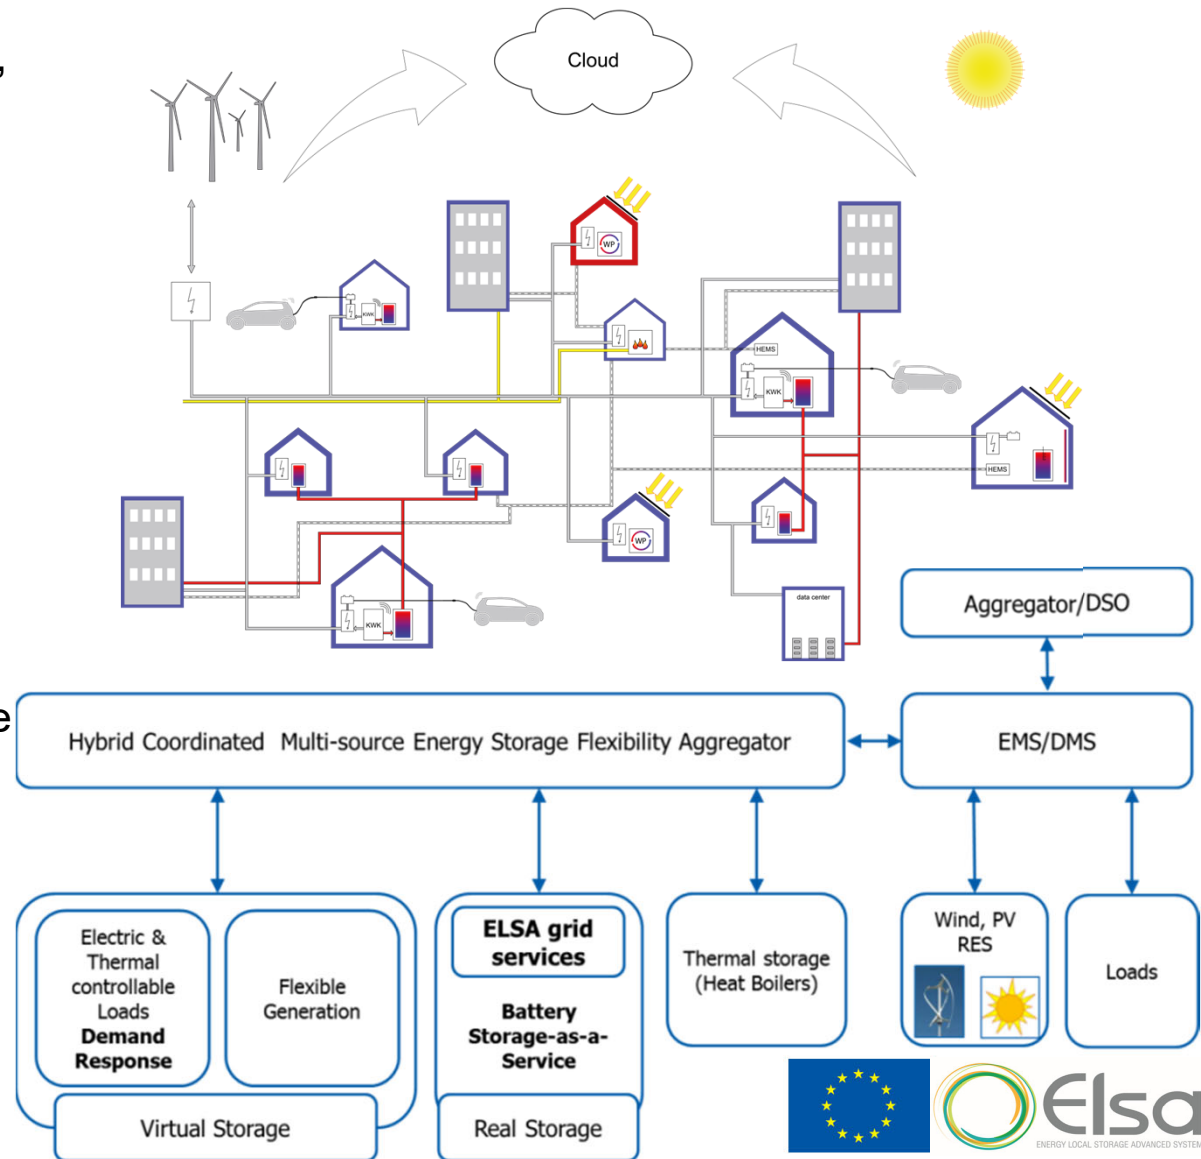 ,
Cloud
WP
KWK
HEMS
KWK
HEMS
WP
KWK
data center
Aggregator/DSO
e
Hybrid Coordinated Multi-source Energy Storage Flexibility Aggregator
EMS/DMS
Electric &
Thermal
controllable
Loads
Demand
Response
Flexible
Generation
Virtual Storage
ELSA grid
services
Battery
Storage-as-a-
Service
Real Storage
Thermal storage
(Heat Boilers)
Wind, PV
RES
Loads
Elsa
ENERGY LOCAL STORAGE ADVANCED SYSTEM